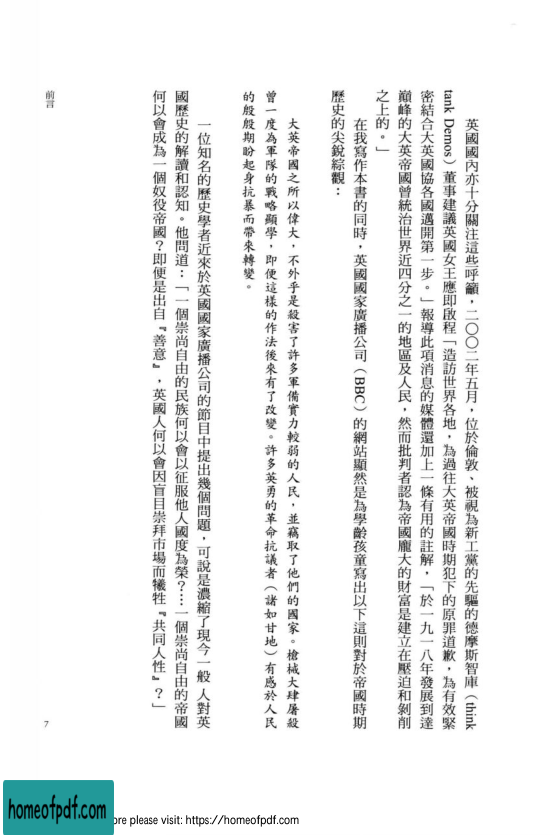 英國國內亦十分關注這些呼籲，二〇〇二年五月，位於倫敦、被視為新工黨的先驅的德摩斯智庫（think
tank Demos）董事建議英國女王應即啟程「造訪世界各地，為過往大英帝國時期犯下的原罪道歉，為有效緊
密結合大英國協各國邁開第一步。」報導此項消息的媒體還加上一條有用的註解，「於一九一八年發展到達
巔峰的大英帝國曾統治世界近四分之一的地區及人民，然而批判者認為帝國龐大的財富是建立在壓迫和剝削
之上的。」
在我寫作本書的同時，英國國家廣播公司（BBC）的網站顯然是為學齡孩童寫出以下這則對於帝國時期
歷史的尖銳綜觀：
大英帝國之所以偉大，不外乎是殺害了許多軍備實力較弱的人民，並竊取了他們的國家。槍械大肆屠殺
曾一度為軍隊的戰略顯學，即便這樣的作法後來有了改變。許多英勇的革命抗議者（諸如甘地）有感於人民
的殷殷期盼起身抗暴而帶來轉變。
一位知名的歷史學者近來於英國國家廣播公司的節目中提出幾個問題，可說是濃縮了現今一般人對英
國歷史的解讀和認知。他問道：「一個崇尚自由的民族何以會以征服他人國度為榮？⋯一個崇尚自由的帝國
何以會成為一個奴役帝國？即便是出自『善意』，英國人何以會因盲目崇拜市場而犧牲『共同人性』？」
前言
7
homeofpdf.com
ore please visit: https://homeofpdf.com